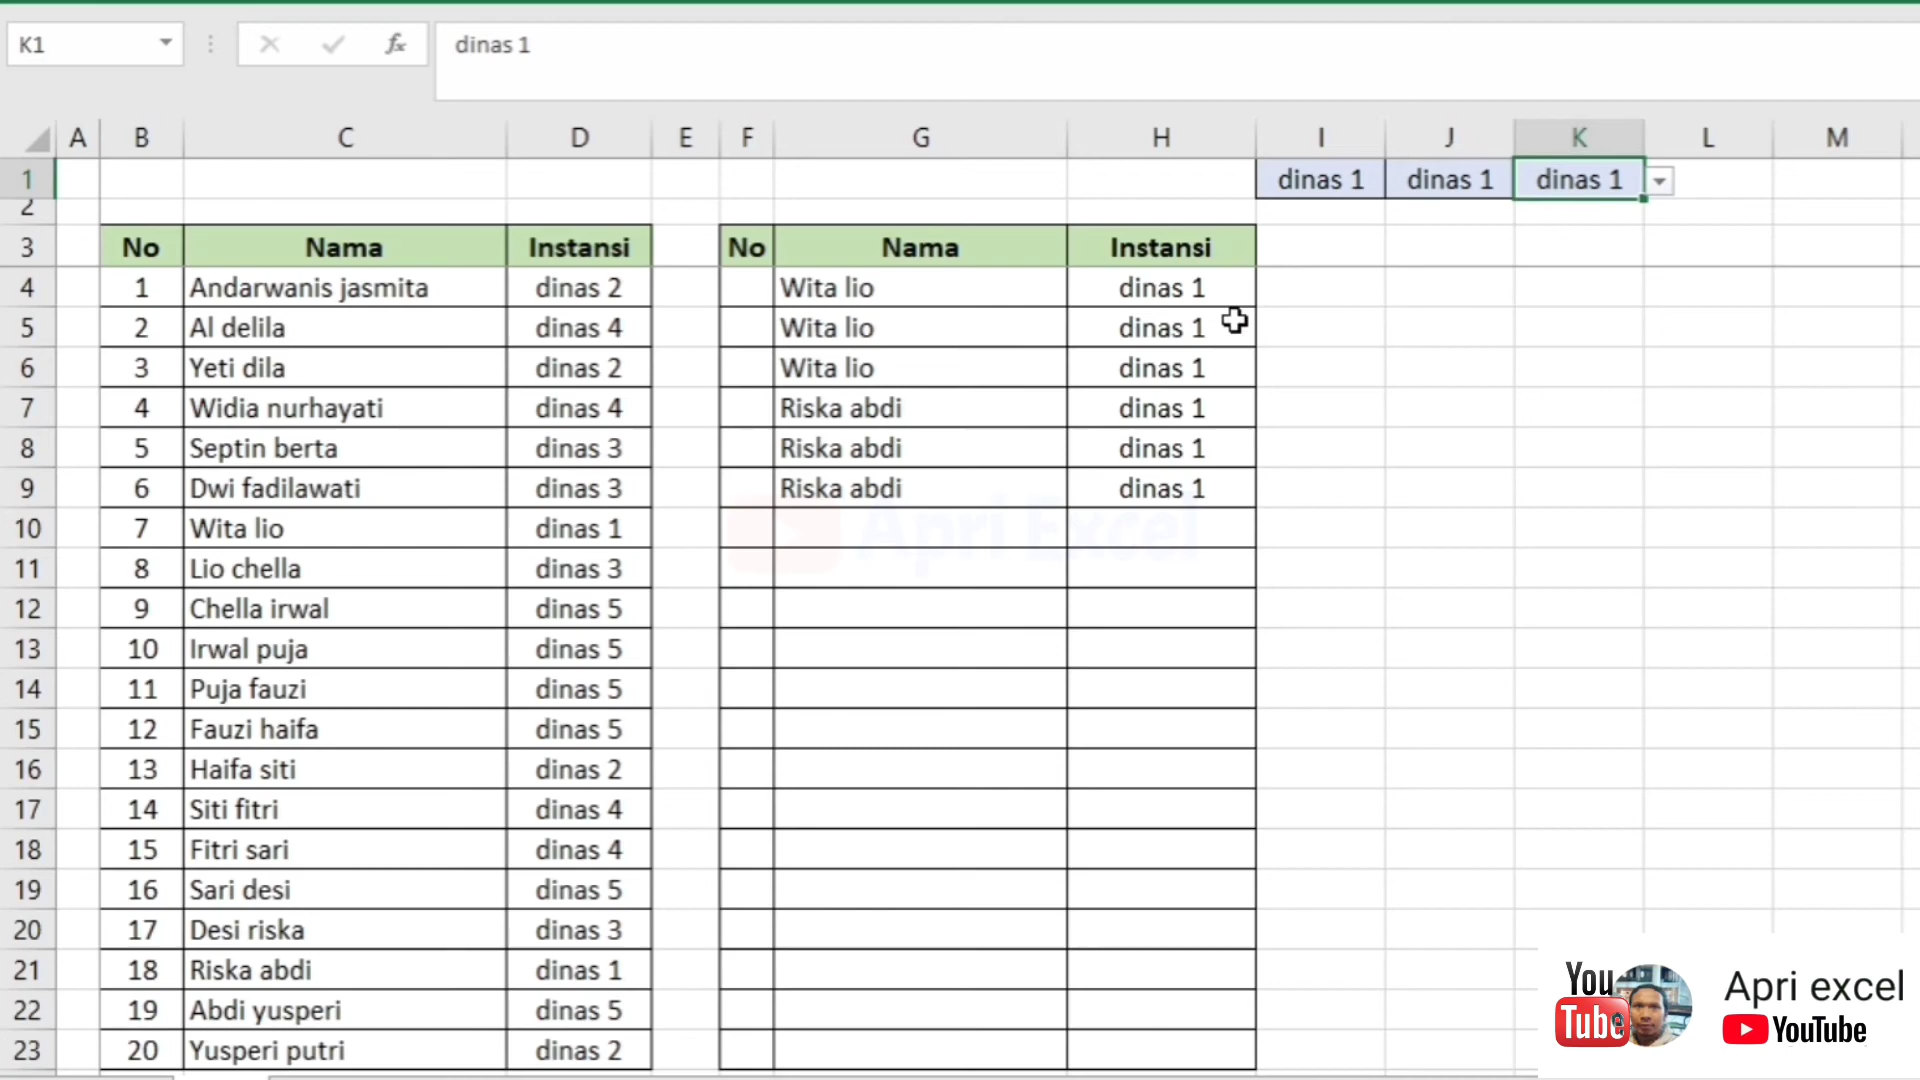 K1 fx dinas 1
A B C D E F G H I J K L M
1 dinas 1 dinas 1 dinas 1
2
3 No Nama Instansi No Nama Instansi
4 1 Andarwanis jasmita dinas 2 Wita lio dinas 1
5 2 Al delila dinas 4 Wita lio dinas 1
6 3 Yeti dila dinas 2 Wita lio dinas 1
7 4 Widia nurhayati dinas 4 Riska abdi dinas 1
8 5 Septin berta dinas 3 Riska abdi dinas 1
9 6 Dwi fadilawati dinas 3 Riska abdi dinas 1
10 7 Wita lio dinas 1 Apri Excel
11 8 Lio chella dinas 3
12 9 Chella irwal dinas 5
13 10 Irwal puja dinas 5
14 11 Puja fauzi dinas 5
15 12 Fauzi haifa dinas 5
16 13 Haifa siti dinas 2
17 14 Siti fitri dinas 4
18 15 Fitri sari dinas 4
19 16 Sari desi dinas 5
20 17 Desi riska dinas 3
21 18 Riska abdi dinas 1
22 19 Abdi yusperi dinas 5
23 20 Yusperi putri dinas 2
You
Tube
Apri excel
YouTube